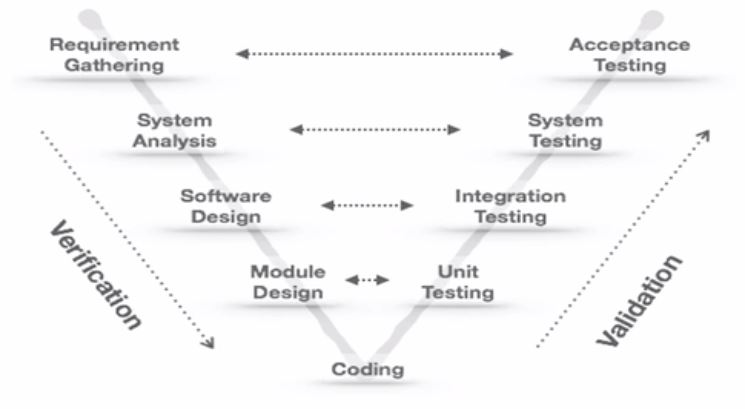 Requirement
Gathering
Acceptance
Testing
System
Analysis
System
Testing
Software
Design
Integration
Testing
Module
Design
Unit
Testing
Verification
Validation
Coding